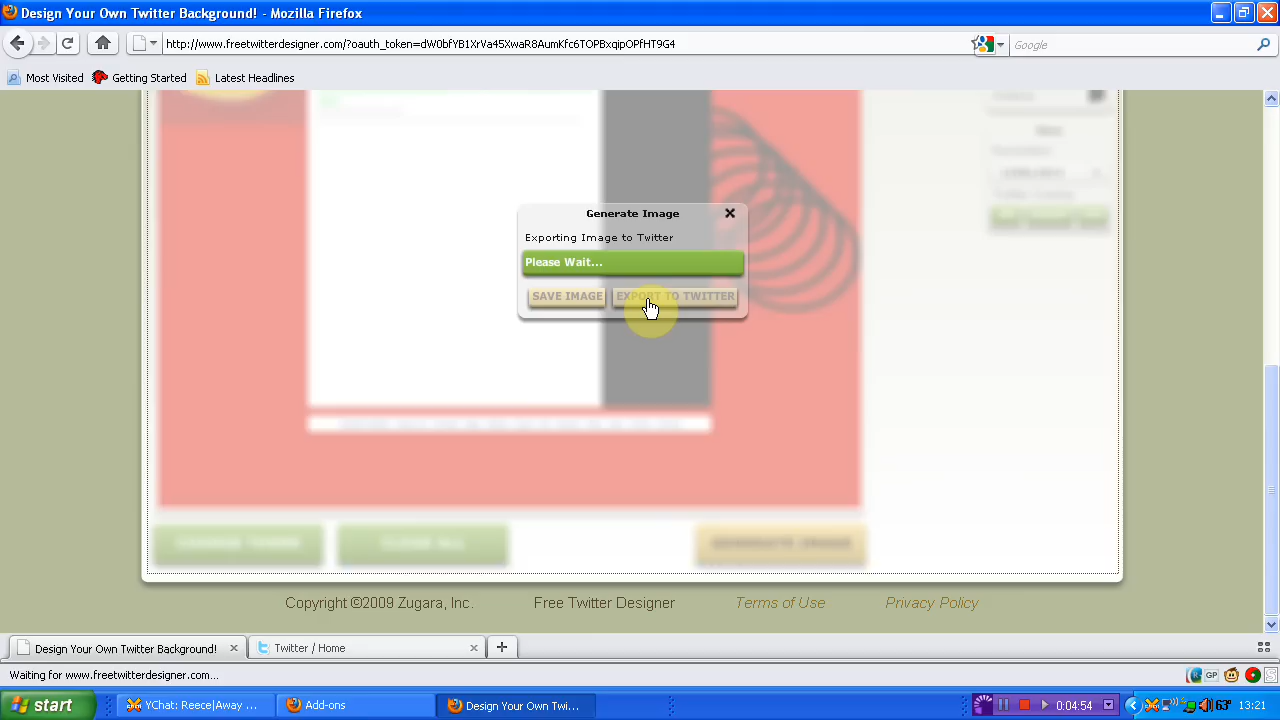 Design Your Own Twitter Background! - Mozilla Firefox
http://www.freetwitterdesigner.com/?oauth_token=dW0bfYB1XrVa45XwaR8AumKfc6TOPBxqipOPfHT9G4
Google
Most Visited
Getting Started
Latest Headlines
Generate Image
Exporting Image to Twitter
Please Wait...
SAVE IMAGE
EXPORT TO TWITTER
GENERATE IMAGE
Copyright ©2009 Zugara, Inc.
Free Twitter Designer
Terms of Use
Privacy Policy
Design Your Own Twitter Background!
Twitter / Home
Waiting for www.freetwitterdesigner.com...
GP
start
YChat: Reece|Away ...
Add-ons
Design Your Own Twi...
0:04:54
63°
13:21